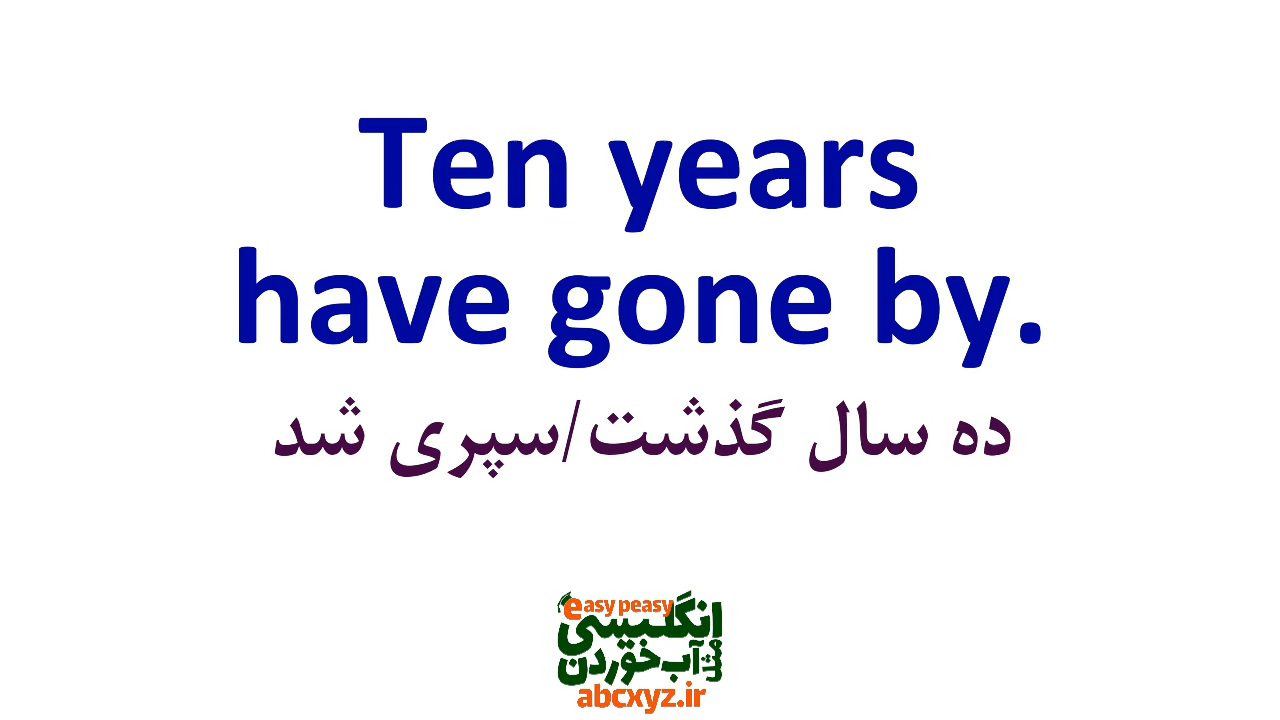 Ten years
have gone by.
ده سال گذشت/سپری شد
easy peasy
انگلیسی
مثل آب خوردن
abcxyz.ir